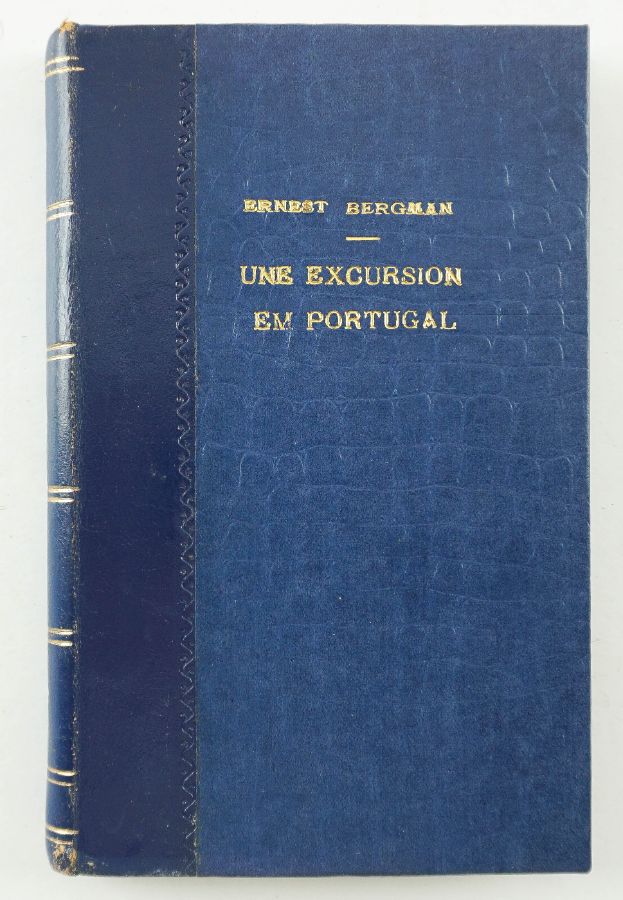 ERNEST BERGMAN
UNE EXCURSION
EM PORTUGAL